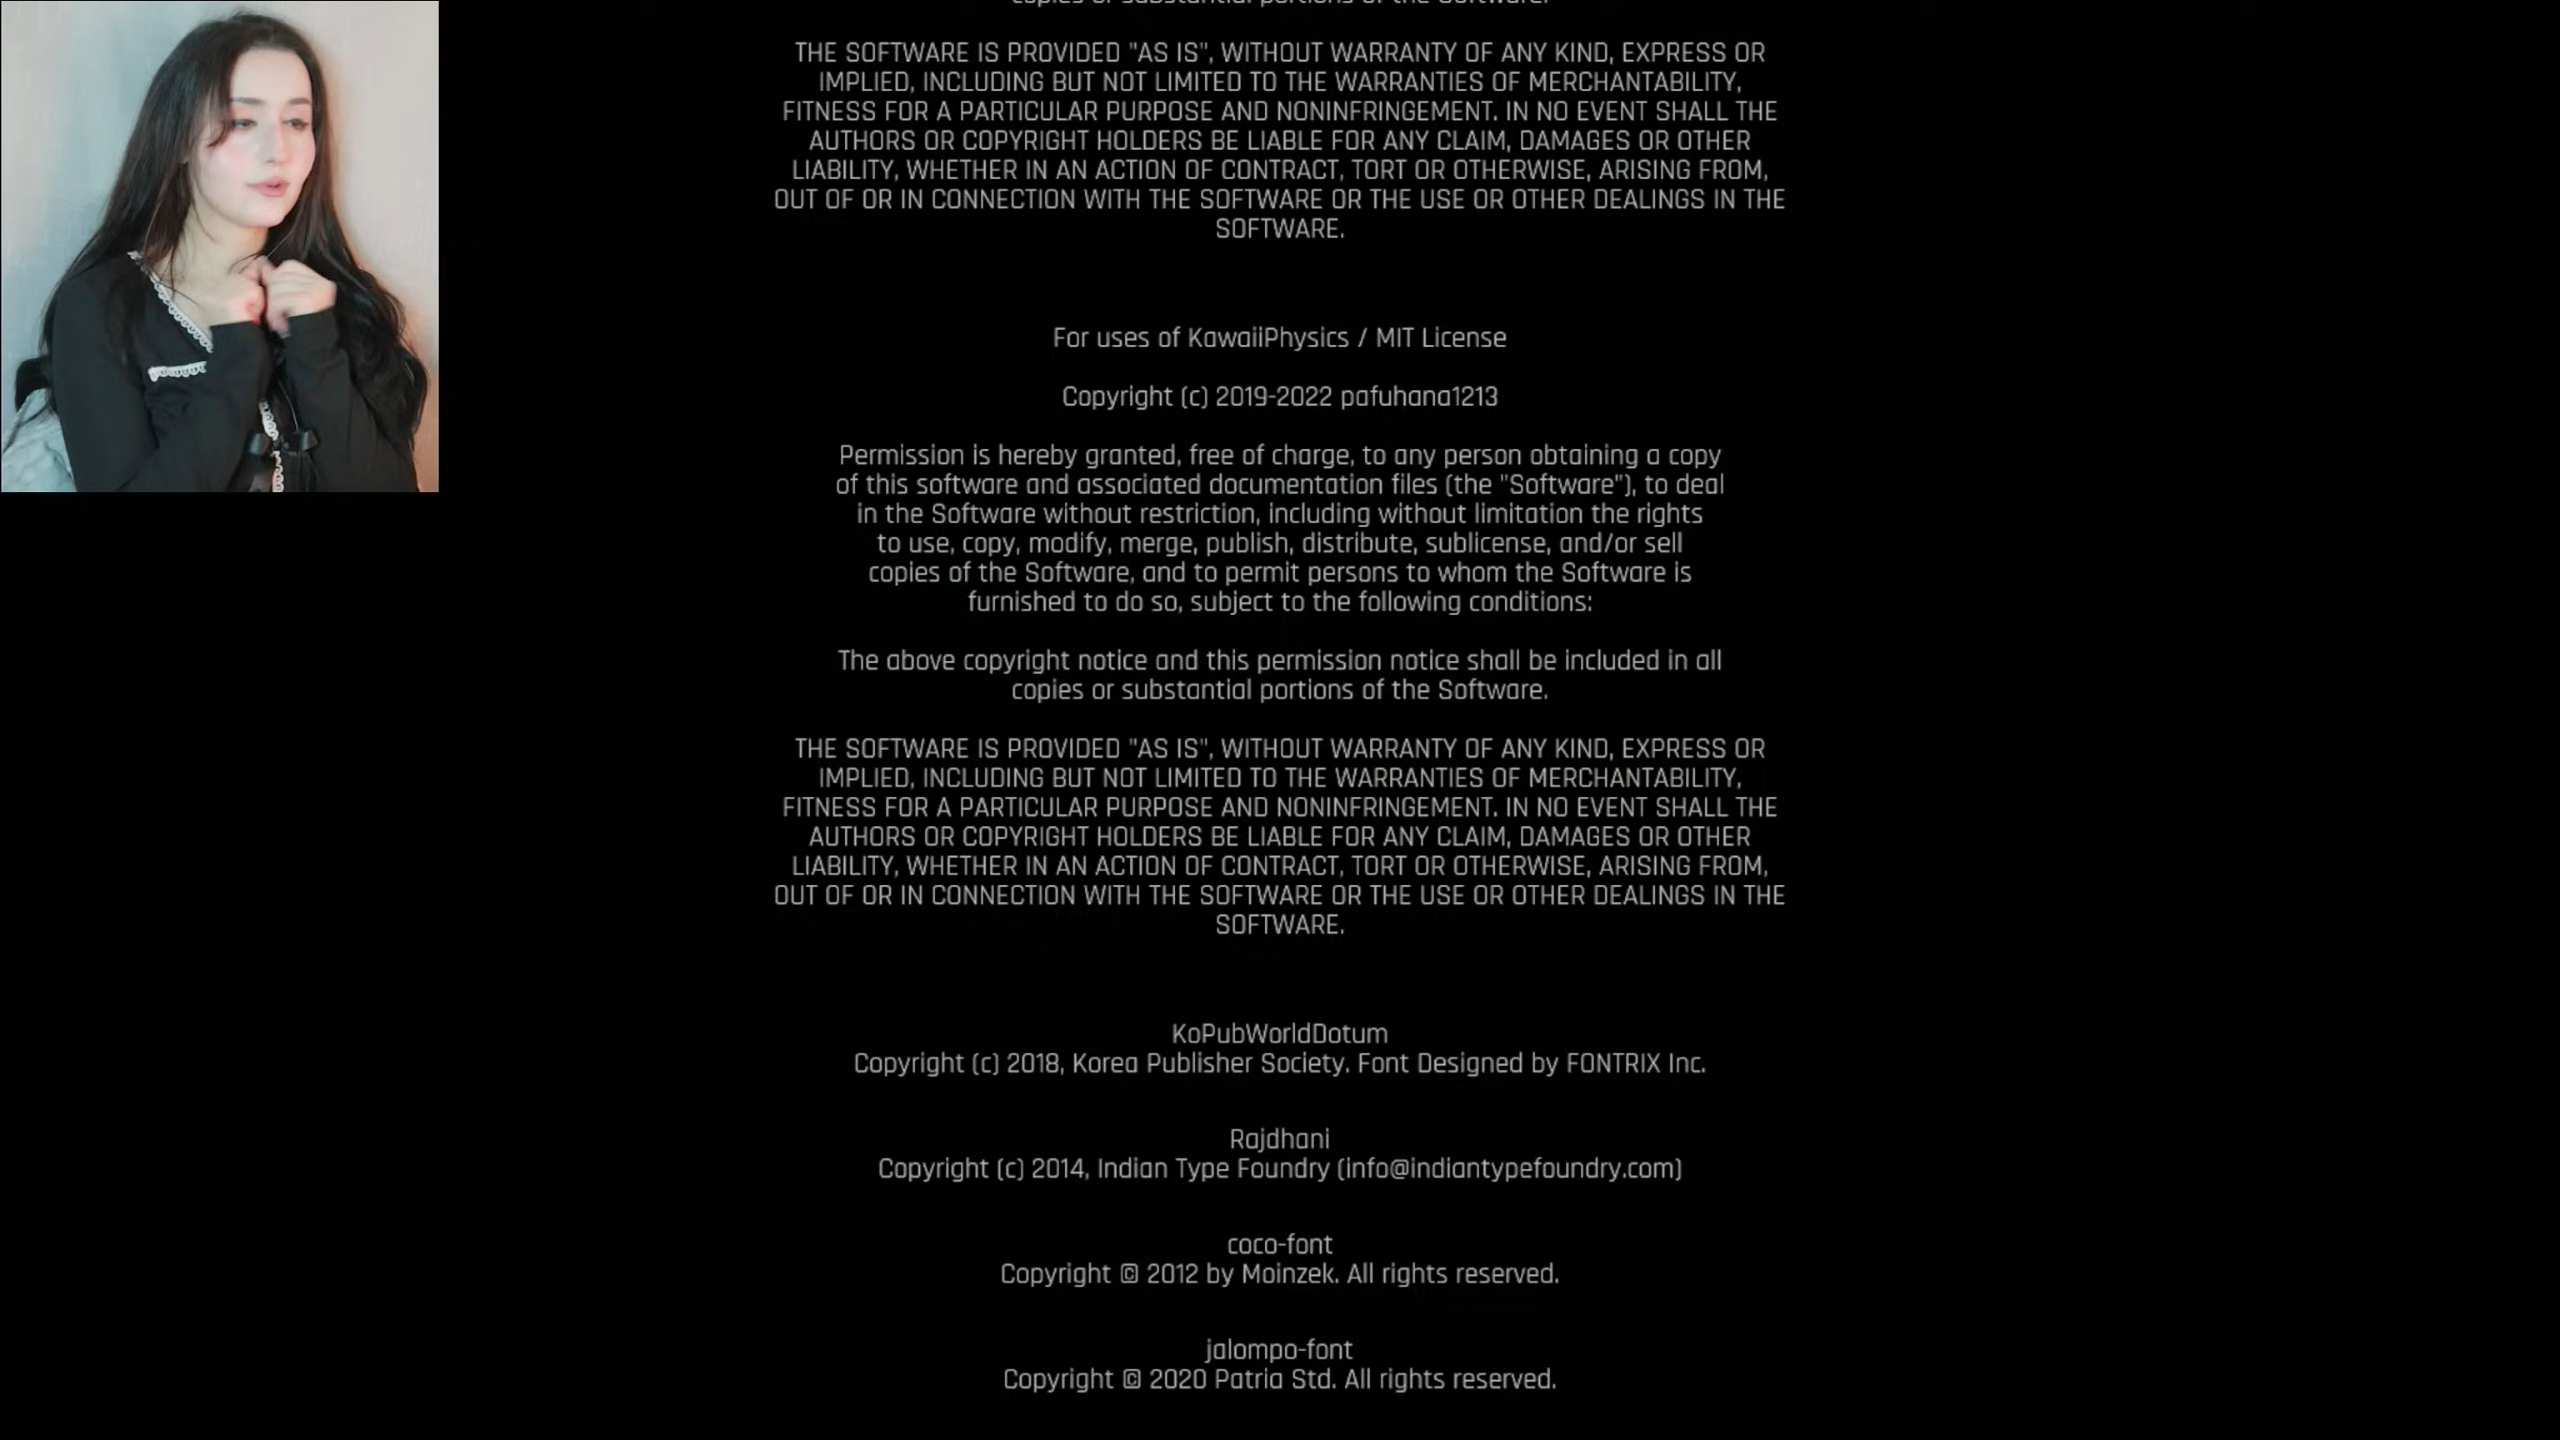 copies or substantial portions of the Software.
THE SOFTWARE IS PROVIDED "AS IS", WITHOUT WARRANTY OF ANY KIND, EXPRESS OR
IMPLIED, INCLUDING BUT NOT LIMITED TO THE WARRANTIES OF MERCHANTABILITY,
FITNESS FOR A PARTICULAR PURPOSE AND NONINFRINGEMENT. IN NO EVENT SHALL THE
AUTHORS OR COPYRIGHT HOLDERS BE LIABLE FOR ANY CLAIM, DAMAGES OR OTHER
LIABILITY, WHETHER IN AN ACTION OF CONTRACT, TORT OR OTHERWISE, ARISING FROM,
OUT OF OR IN CONNECTION WITH THE SOFTWARE OR THE USE OR OTHER DEALINGS IN THE
SOFTWARE.
For uses of KawaiiPhysics / MIT License
Copyright (c) 2019-2022 pafuhana1213
Permission is hereby granted, free of charge, to any person obtaining a copy
of this software and associated documentation files (the "Software"), to deal
in the Software without restriction, including without limitation the rights
to use, copy, modify, merge, publish, distribute, sublicense, and/or sell
copies of the Software, and to permit persons to whom the Software is
furnished to do so, subject to the following conditions:
The above copyright notice and this permission notice shall be included in all
copies or substantial portions of the Software.
THE SOFTWARE IS PROVIDED "AS IS", WITHOUT WARRANTY OF ANY KIND, EXPRESS OR
IMPLIED, INCLUDING BUT NOT LIMITED TO THE WARRANTIES OF MERCHANTABILITY,
FITNESS FOR A PARTICULAR PURPOSE AND NONINFRINGEMENT. IN NO EVENT SHALL THE
AUTHORS OR COPYRIGHT HOLDERS BE LIABLE FOR ANY CLAIM, DAMAGES OR OTHER
LIABILITY, WHETHER IN AN ACTION OF CONTRACT, TORT OR OTHERWISE, ARISING FROM,
OUT OF OR IN CONNECTION WITH THE SOFTWARE OR THE USE OR OTHER DEALINGS IN THE
SOFTWARE.
KoPubWorldDotum
Copyright (c) 2018, Korea Publisher Society. Font Designed by FONTRIX Inc.
Rajdhani
Copyright (c) 2014, Indian Type Foundry (info@indiantypefoundry.com)
coco-font
Copyright © 2012 by Moinzek. All rights reserved.
jalompo-font
Copyright © 2020 Patria Std. All rights reserved.